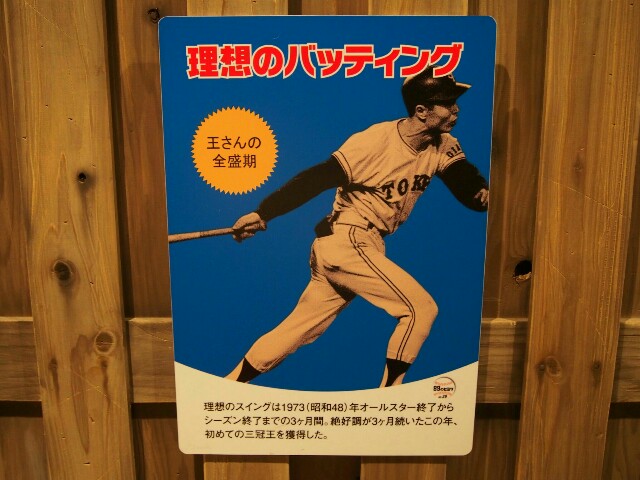 理想のバッティング
王さんの
全盛期
TOK
理想のスイングは1973(昭和48)年オールスター終了から
シーズン終了までの3ヶ月間。絶好調が3ヶ月続いたこの年、
初めての三冠王を獲得した。